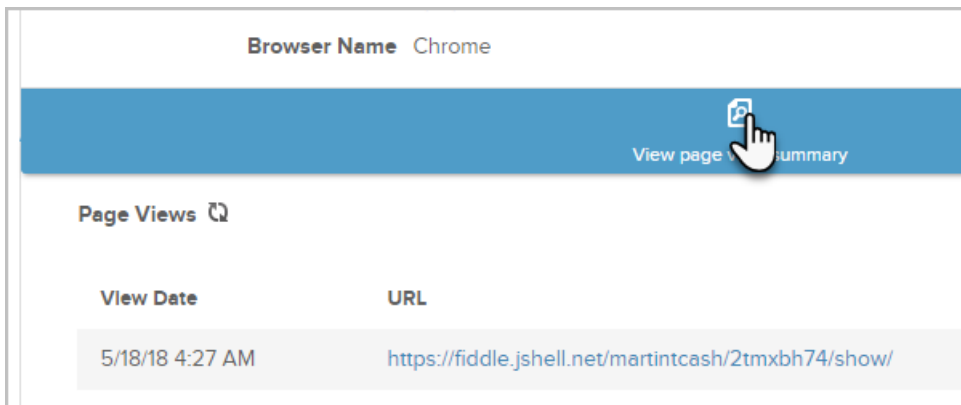 Browser Name Chrome
View page summary
Page Views
View Date URL
5/18/18 4:27 AM https://fiddle.jshell.net/martintcash/2tmxbh74/show/